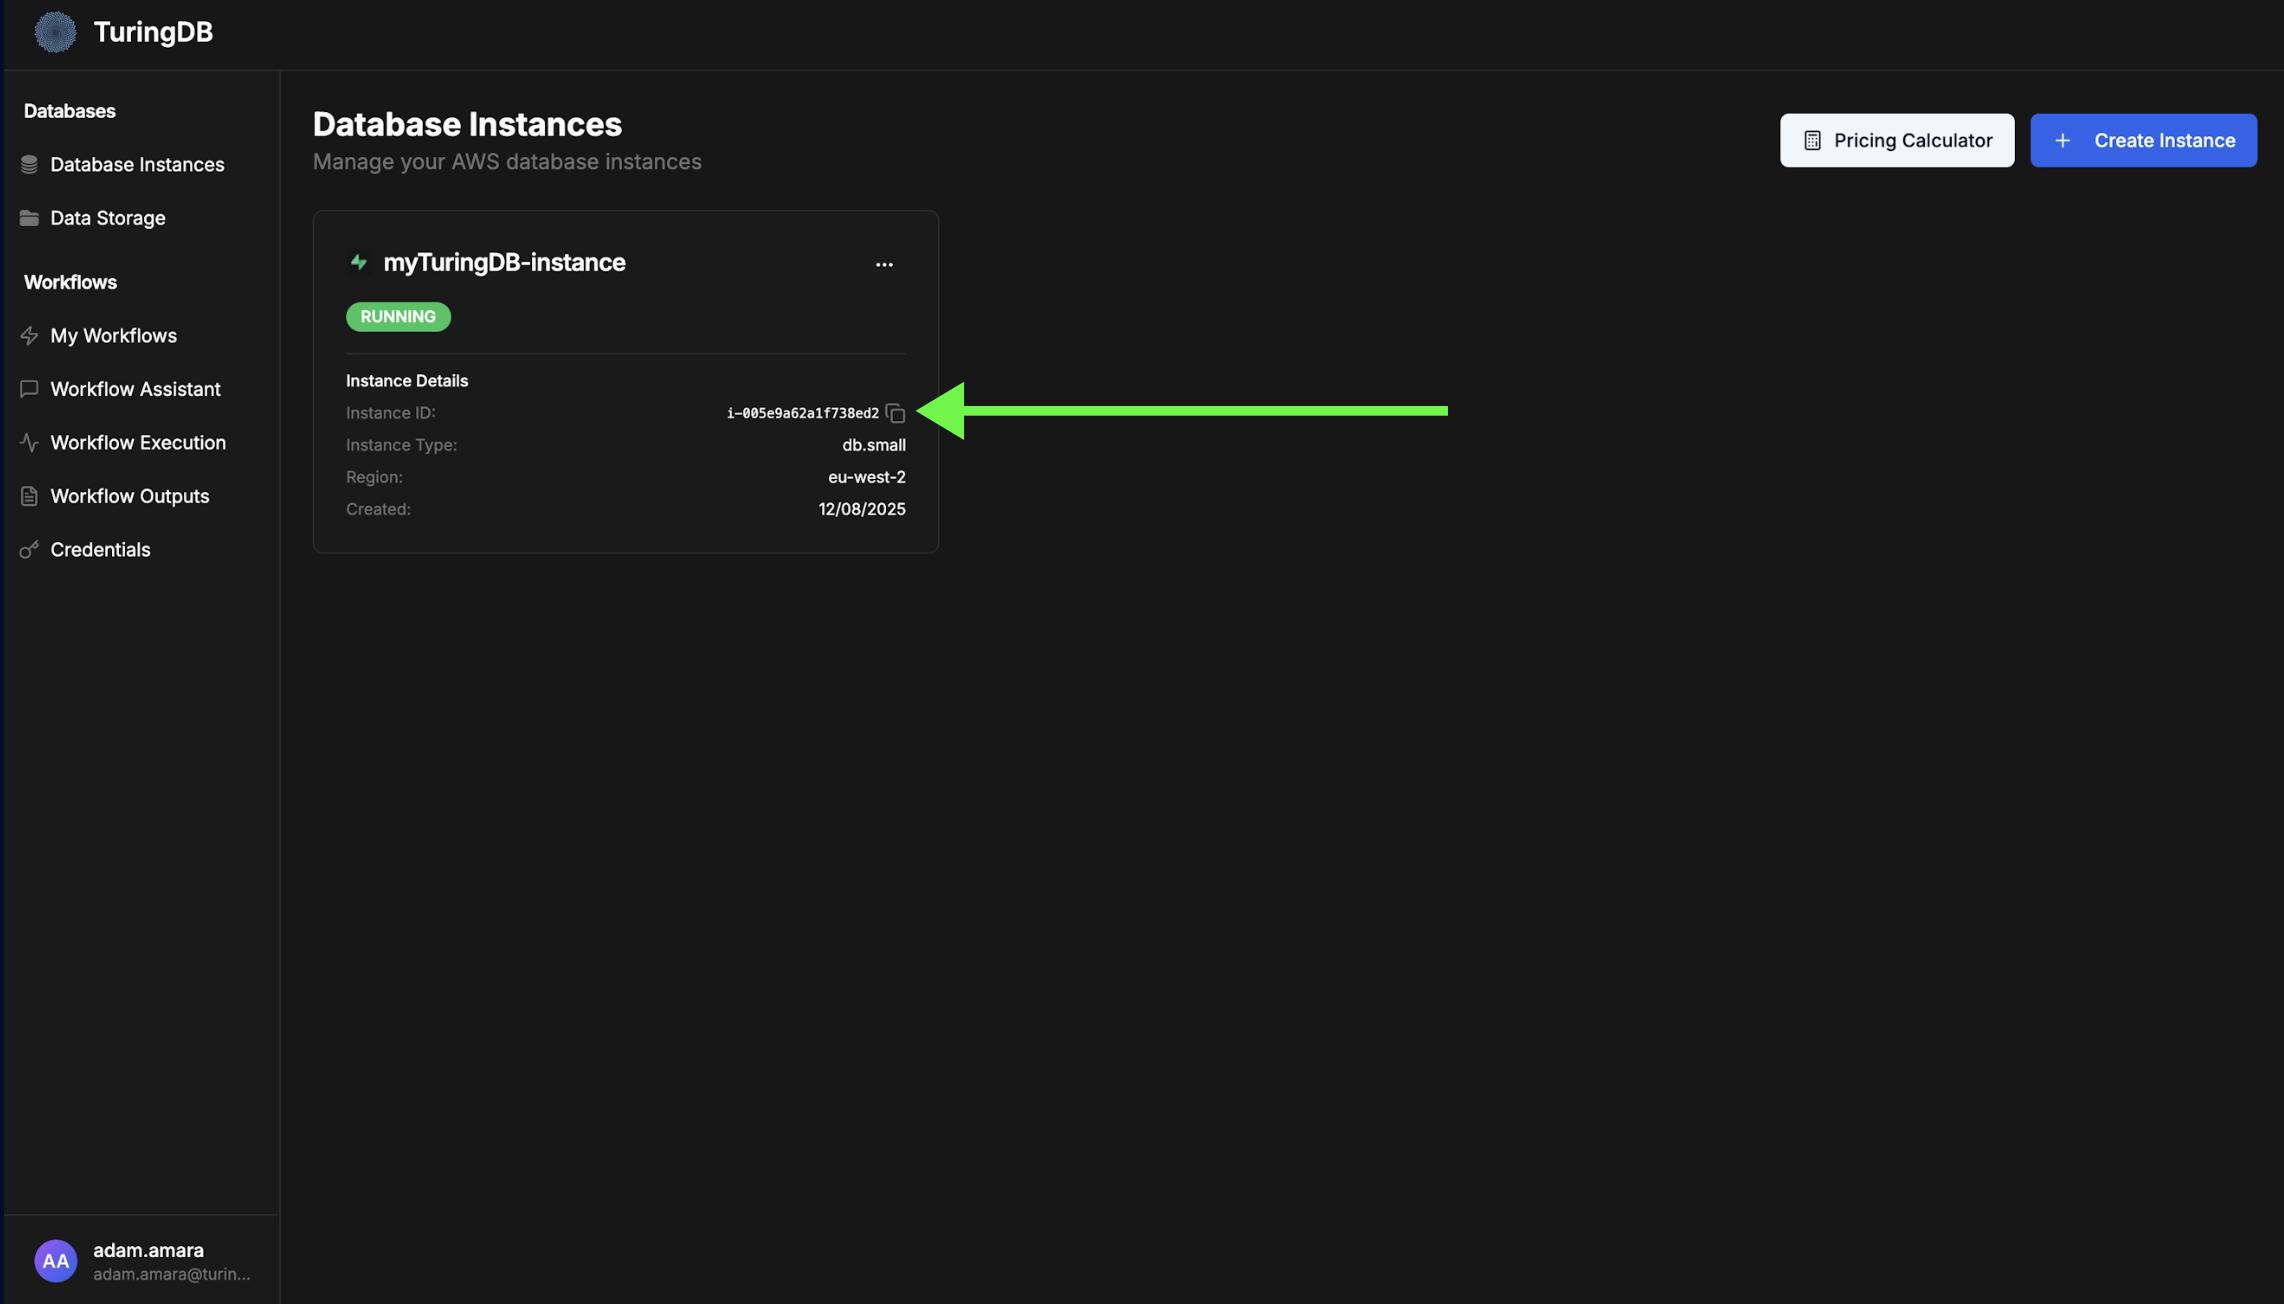 TuringDB
Databases
Database Instances
Data Storage
Workflows
My Workflows
Workflow Assistant
Workflow Execution
Workflow Outputs
Credentials
Database Instances
Manage your AWS database instances
Pricing Calculator
+ Create Instance
myTuringDB-instance
...
RUNNING
Instance Details
Instance ID: i-005e9a62a1f738ed2
Instance Type: db.small
Region: eu-west-2
Created: 12/08/2025
AA
adam.amara
adam.amara@turin...